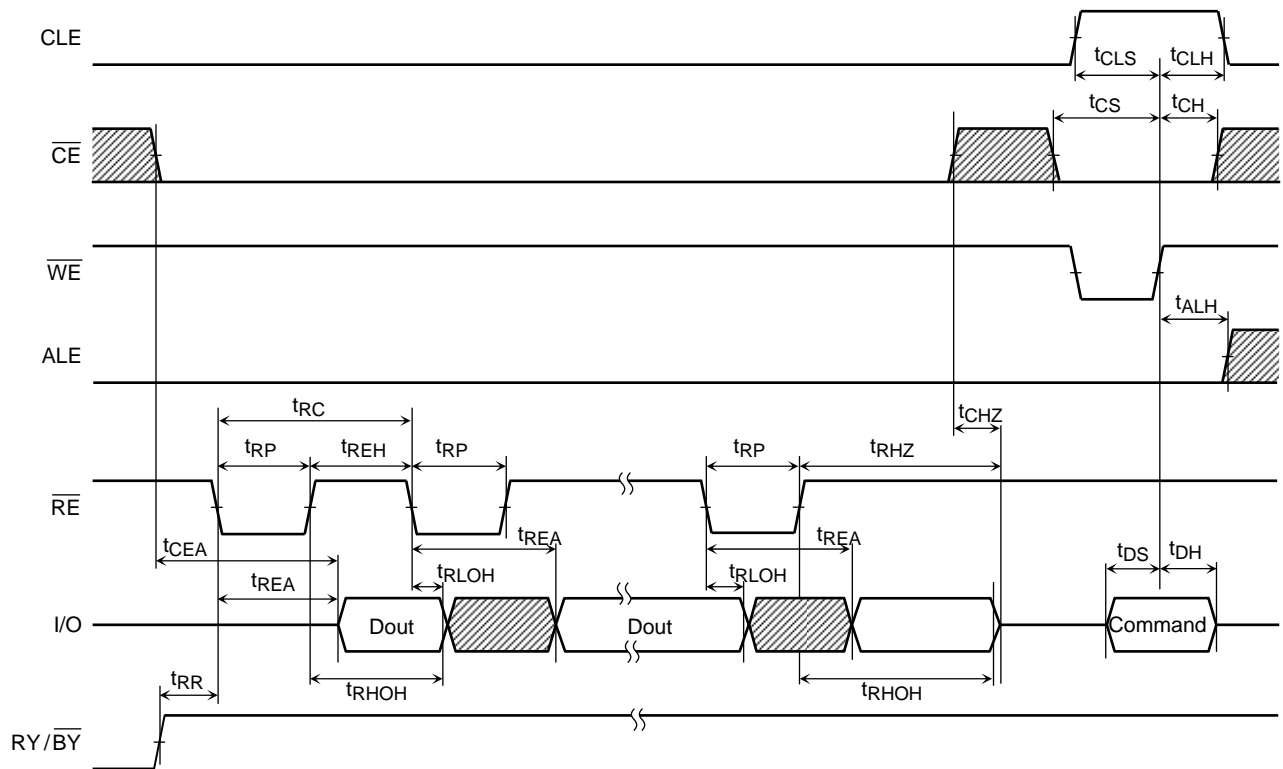 CLE
tCLS tCLH
tCS tCH
CE
WE
tALH
ALE
tRC
tCHZ
tRP tREH tRP tRP tRHZ
RE
tCEA
tREA tREA
tREA tRLOH tRLOH tDS tDH
I/O Dout Dout Command
tRR tRHOH tRHOH
RY/BY